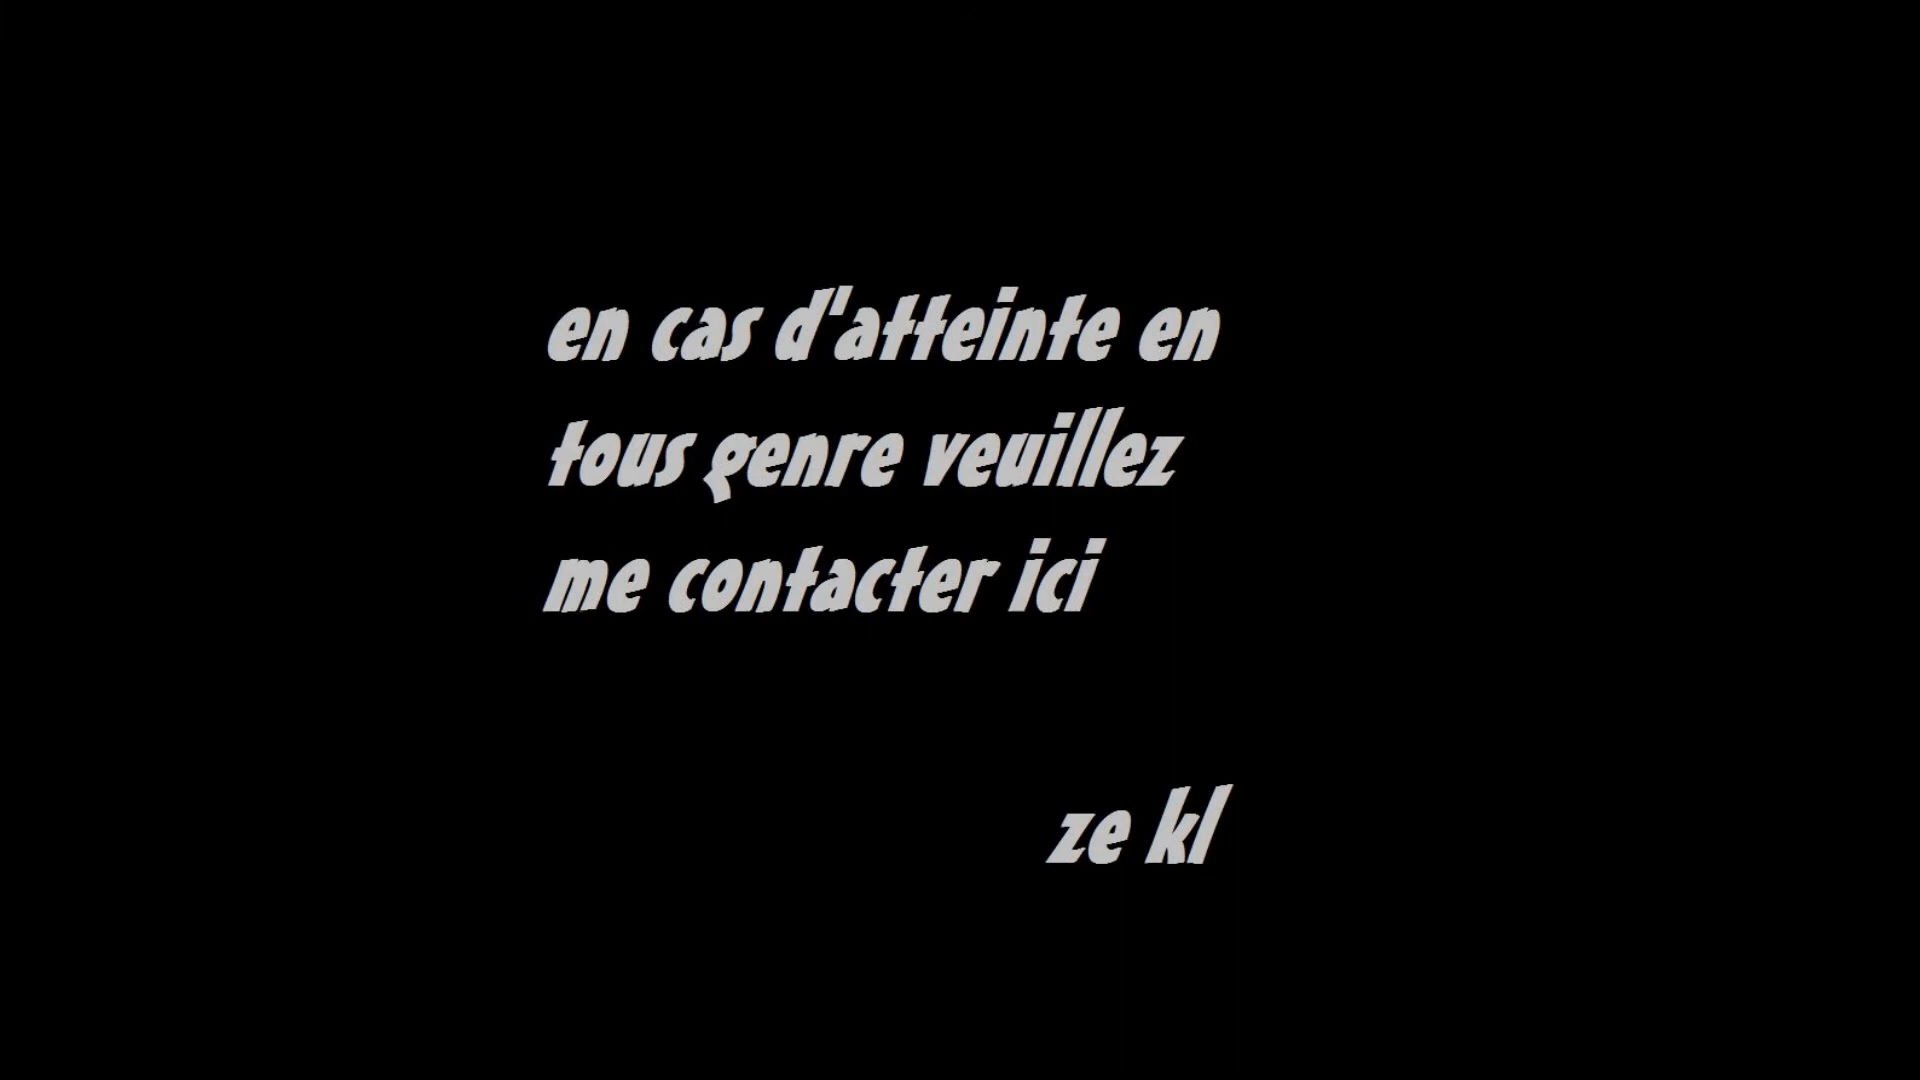 en cas d'atteinte en
tous genre veuillez
me contacter ici
ze kl